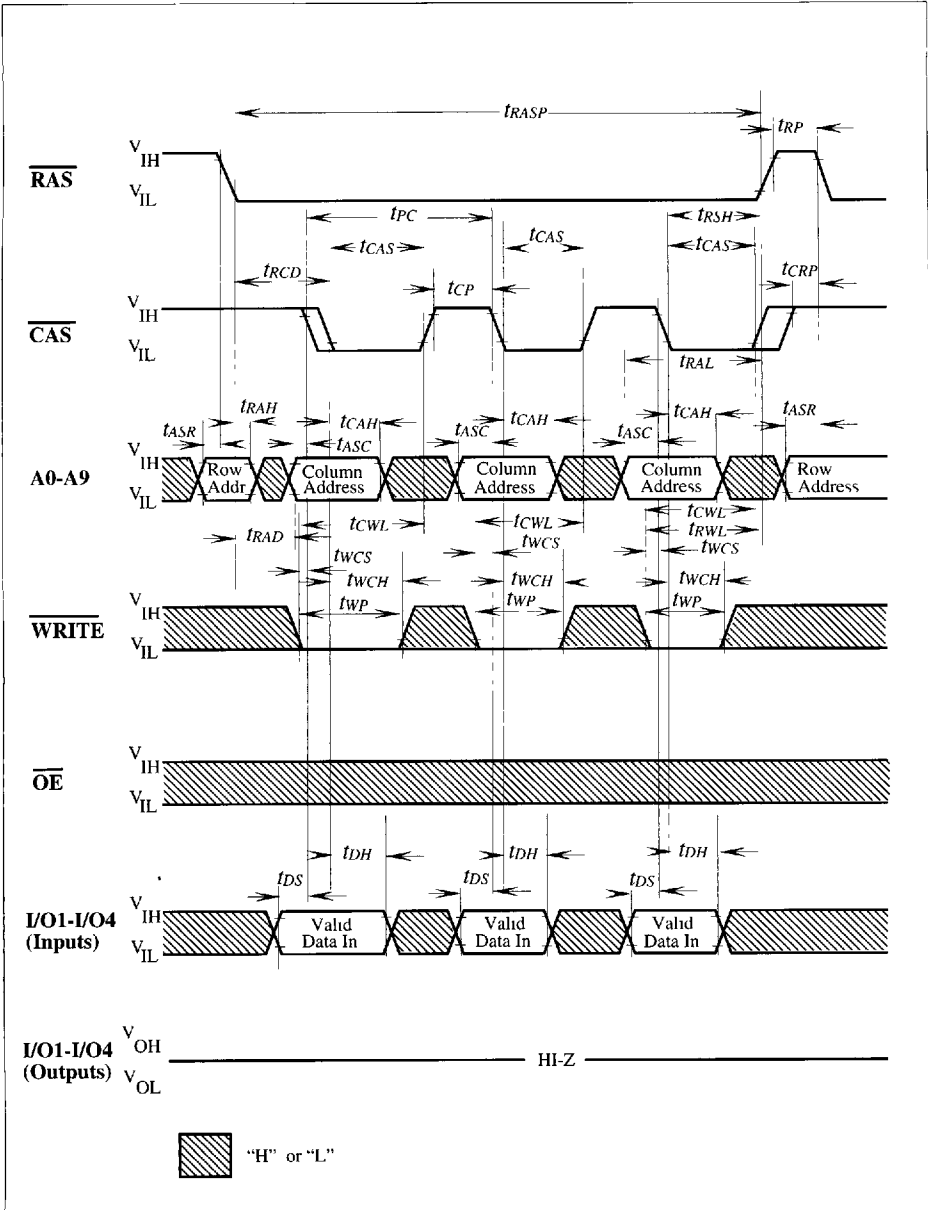 tRASP
tRP
RAS
VIH
VIL
tPC
tRSH
tCAS
tCAS
tCAS
tRCD
tCP
tCRP
CAS
VIH
VIL
tRAL
tRAH
tASR
tCAH
tASC
tCAH
tASC
tCAH
tASC
tASR
A0-A9
VIH
VIL
Row Addr.
Column Address
Column Address
Column Address
Row Address
tCWL
tCWL
tCWL
tRWL
tRAD
tWCS
tWCS
tWCS
tWCH
tWCH
tWCH
tWP
tWP
tWP
WRITE
VIH
VIL
OE
VIH
VIL
tDH
tDH
tDH
tDS
tDS
tDS
I/O1-I/O4
(Inputs)
VIH
VIL
Valid Data In
Valid Data In
Valid Data In
I/O1-I/O4
(Outputs)
VOH
VOL
HI-Z
“H” or “L”